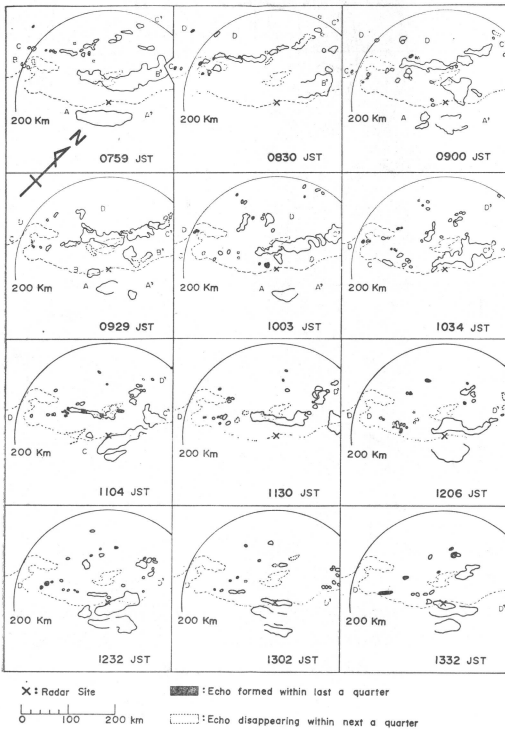 C C'
B B'
A A'
200 Km
0759 JST
D D C'
C B'
200 Km
0830 JST
D D
C C'
B'
A A'
200 Km
0900 JST
N
D D C'
B B'
A A'
200 Km
0929 JST
D D C'
A A'
200 Km
1003 JST
D D'
C
200 Km
1034 JST
D D'
C
200 Km
1104 JST
D D'
200 Km
1130 JST
D D'
200 Km
1206 JST
D D'
200 Km
1232 JST
D D'
200 Km
1302 JST
D D D'
200 Km
1332 JST
X : Radar Site
: Echo formed within last a quarter
0 100 200 km
: Echo disappearing within next a quarter